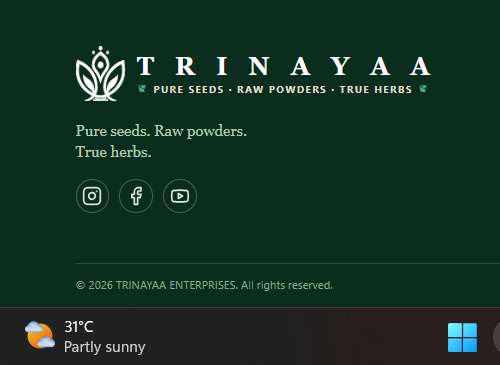 TRINAYAA
PURE SEEDS · RAW POWDERS · TRUE HERBS
Pure seeds. Raw powders.
True herbs.
© 2026 TRINAYAA ENTERPRISES. All rights reserved.
31°C
Partly sunny